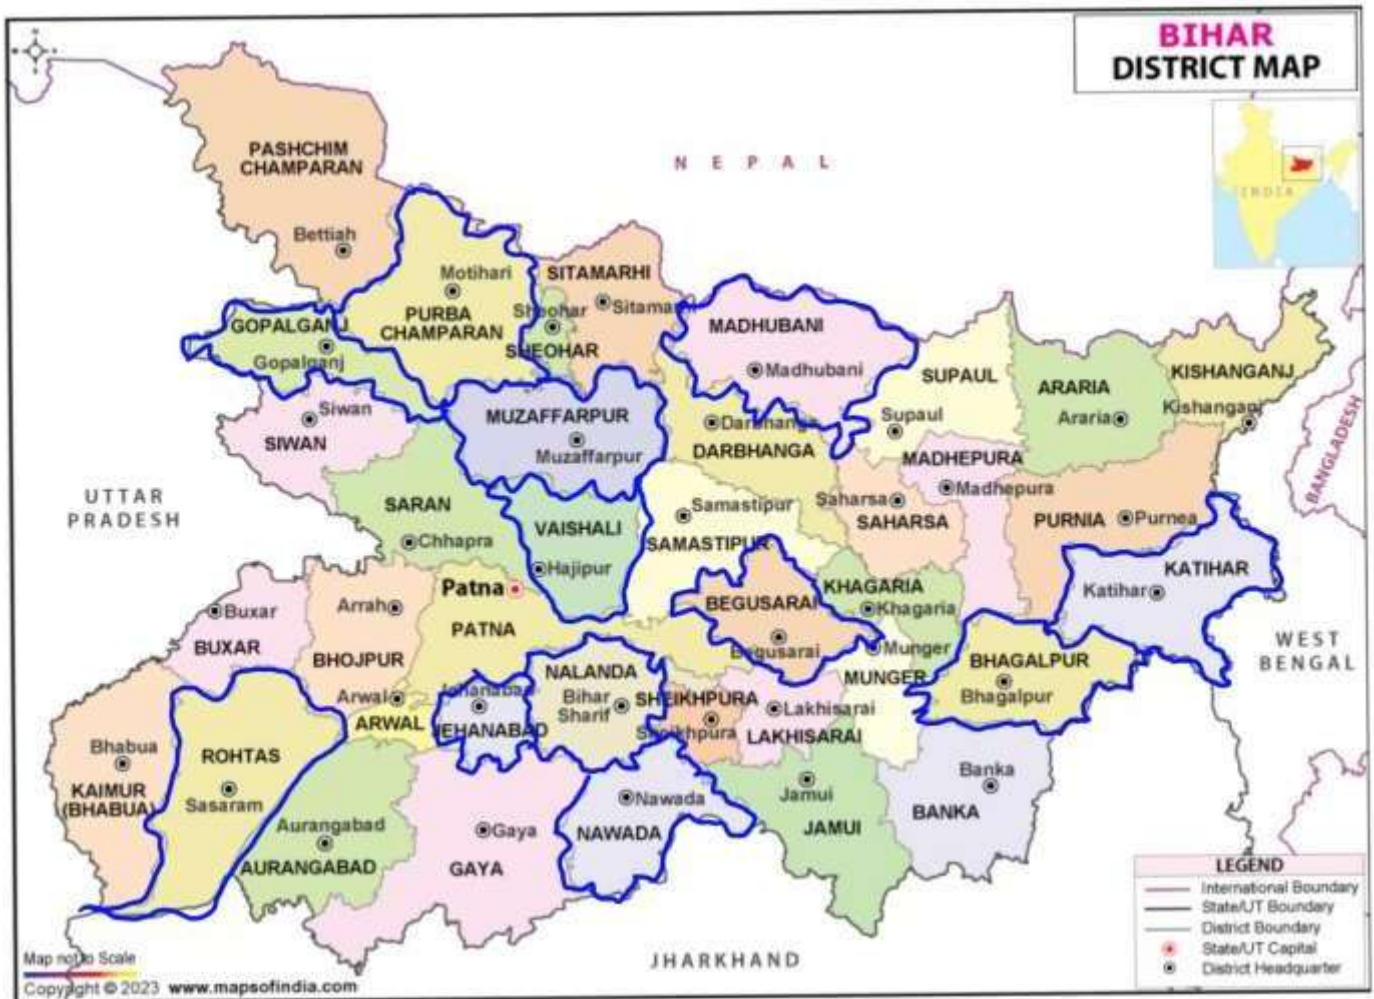 BIHAR
DISTRICT MAP
N E P A L
INDIA
PASHCHIM
CHAMPARAN
Bettiah
Motihari
PURBA
CHAMPARAN
SITAMARHI
Sheohar
SHEOHAR
GOPALGANJ
Gopalganj
MADHUBANI
Madhubani
SUPAUL
Supaul
ARARIA
Araria
KISHANGANJ
Kishanganj
BANGLADESH
Siwan
SIWAN
MUZAFFARPUR
Muzaffarpur
Darbhanga
DARBHANGA
MADHEPURA
Madhepura
UTTAR
PRADESH
SARAN
Chhapra
VAISHALI
Hajipur
Samastipur
SAMASTIPUR
Saharsa
SAHARSA
PURNIA
Purnea
KATIHAR
Katihar
Patna
PATNA
Buxar
BUXAR
Arrah
BHOJPUR
BEGUSARAI
Begusarai
KHAGARIA
Khagaria
Munger
MUNGER
BHAGALPUR
Bhagalpur
WEST
BENGAL
Arwal
ARWAL
Jehanabad
JEHANABAD
NALANDA
Bihar
Sharif
SHEIKHPURA
Sheikhpura
Lakhisarai
LAKHISARAI
Bhabua
KAIMUR
(BHABUA)
ROHTAS
Sasaram
Aurangabad
AURANGABAD
Gaya
GAYA
Nawada
NAWADA
Jamui
JAMUI
Banka
BANKA
JHARKHAND
LEGEND
International Boundary
State/UT Boundary
District Boundary
State/UT Capital
District Headquarter
Map not to Scale
Copyright © 2023 www.mapsofindia.com